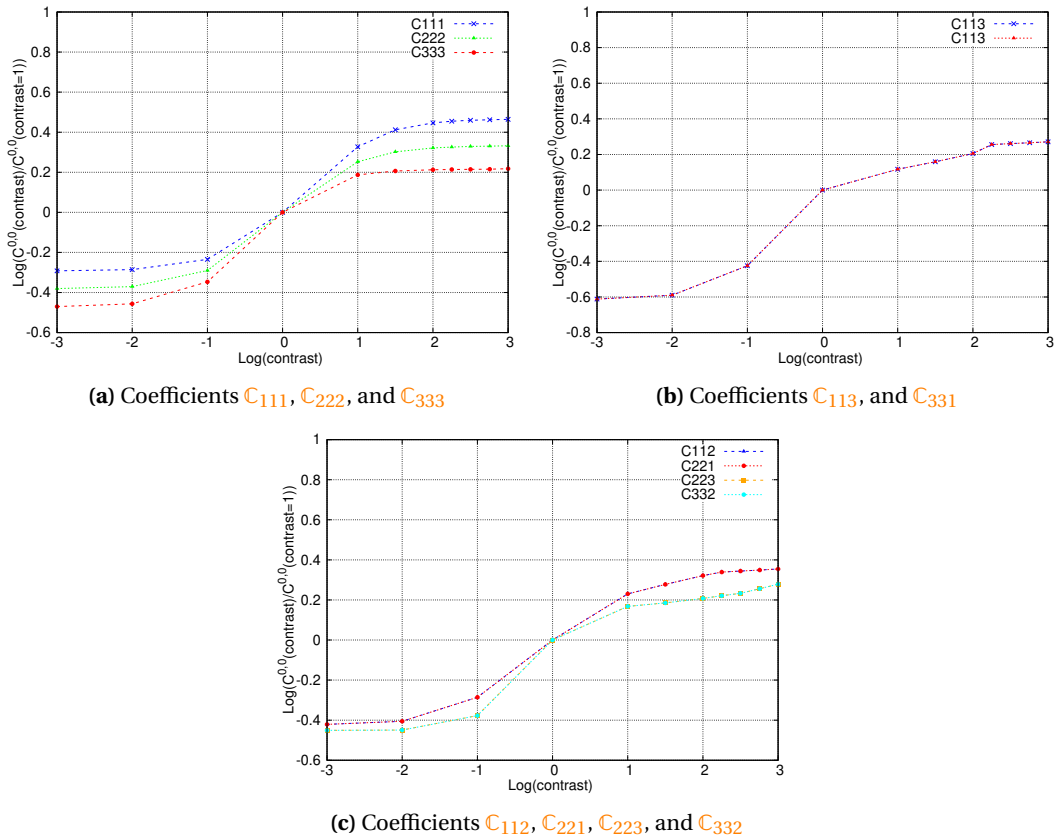 C111
C222
C333
Log(C^0,0(contrast)/C^0,0(contrast=1))
1
0.8
0.6
0.4
0.2
0
-0.2
-0.4
-0.6
-3 -2 -1 0 1 2 3
Log(contrast)
(a) Coefficients ℂ111, ℂ222, and ℂ333
C113
C113
Log(C^0,0(contrast)/C^0,0(contrast=1))
1
0.8
0.6
0.4
0.2
0
-0.2
-0.4
-0.6
-0.8
-3 -2 -1 0 1 2 3
Log(contrast)
(b) Coefficients ℂ113, and ℂ331
C112
C221
C223
C332
Log(C^0,0(contrast)/C^0,0(contrast=1))
1
0.8
0.6
0.4
0.2
0
-0.2
-0.4
-0.6
-3 -2 -1 0 1 2 3
Log(contrast)
(c) Coefficients ℂ112, ℂ221, ℂ223, and ℂ332